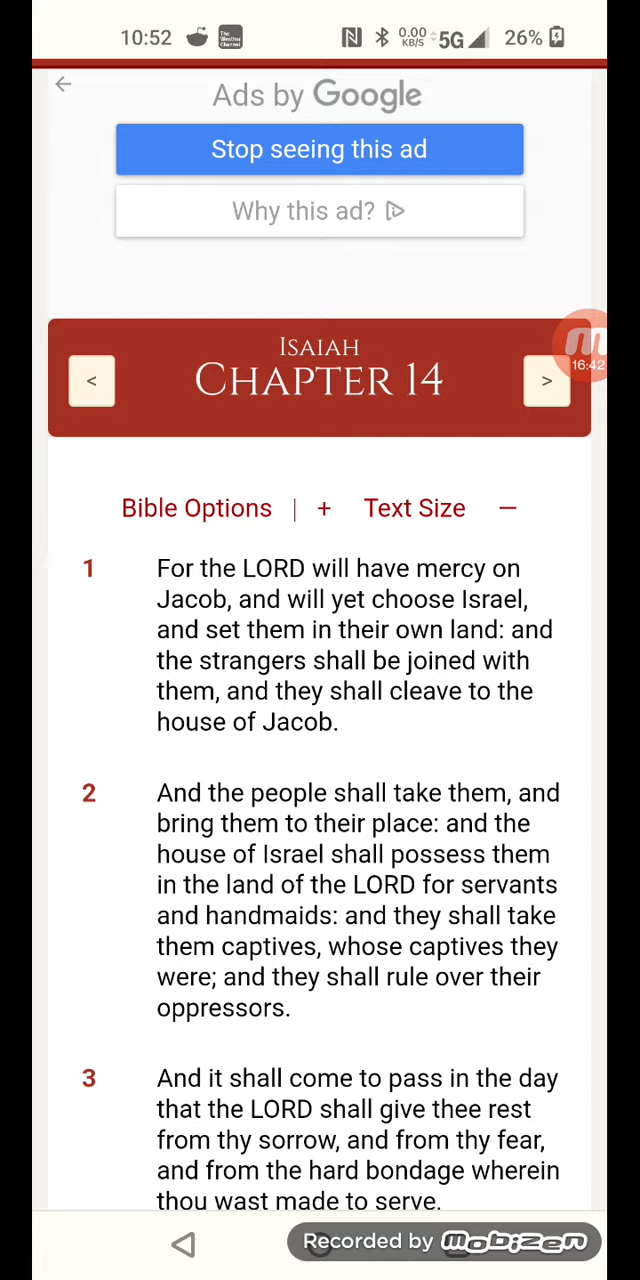 10:52 The Weather Channel 0.00 KB/S 5G 26%
Ads by Google
Stop seeing this ad
Why this ad?
ISAIAH
CHAPTER 14
<
>
16:42
Bible Options | + Text Size −
1 For the LORD will have mercy on
Jacob, and will yet choose Israel,
and set them in their own land: and
the strangers shall be joined with
them, and they shall cleave to the
house of Jacob.
2 And the people shall take them, and
bring them to their place: and the
house of Israel shall possess them
in the land of the LORD for servants
and handmaids: and they shall take
them captives, whose captives they
were; and they shall rule over their
oppressors.
3 And it shall come to pass in the day
that the LORD shall give thee rest
from thy sorrow, and from thy fear,
and from the hard bondage wherein
thou wast made to serve.
Recorded by mobizen